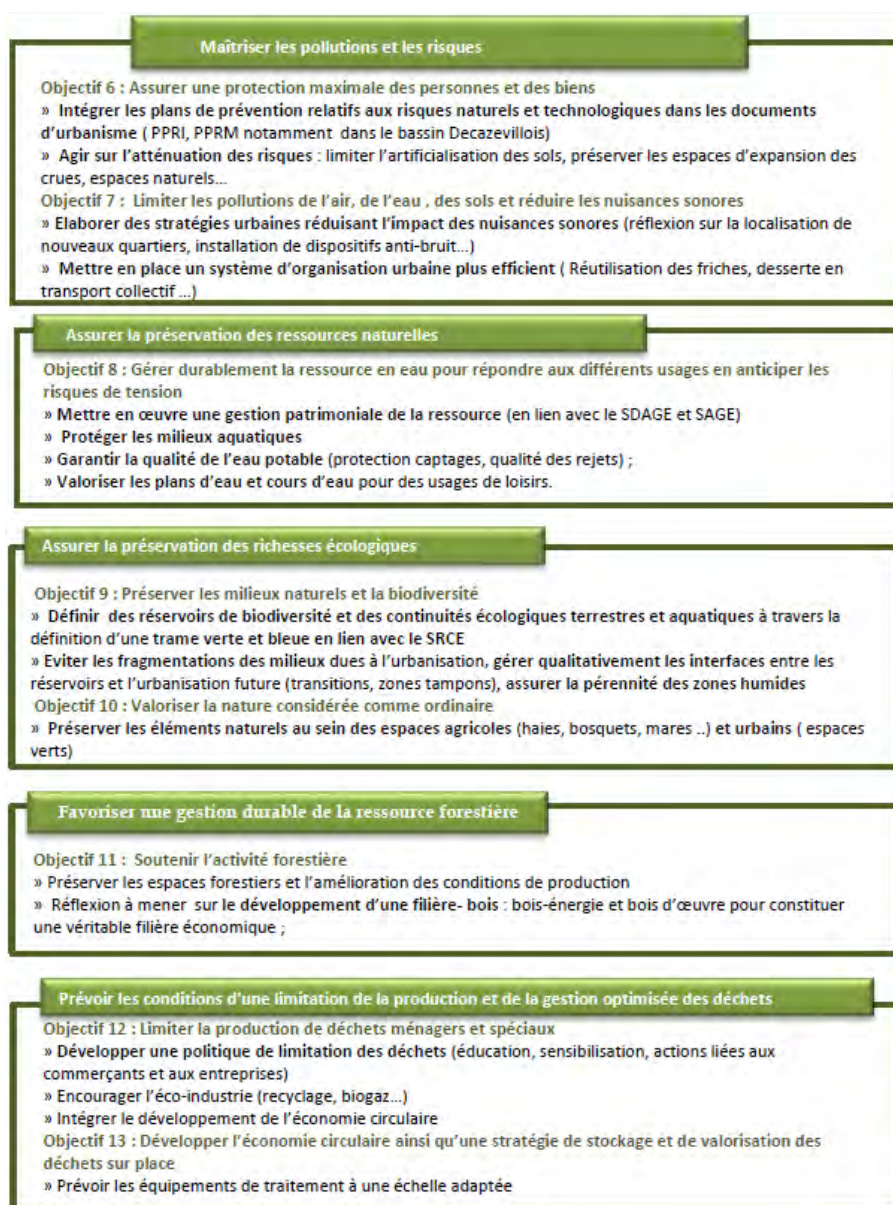 Maîtriser les pollutions et les risques
Objectif 6 : Assurer une protection maximale des personnes et des biens
» Intégrer les plans de prévention relatifs aux risques naturels et technologiques dans les documents
d’urbanisme ( PPRI, PPRM notamment dans le bassin Decazevillois)
» Agir sur l’atténuation des risques : limiter l’artificialisation des sols, préserver les espaces d’expansion des
crues, espaces naturels…
Objectif 7 : Limiter les pollutions de l’air, de l’eau , des sols et réduire les nuisances sonores
» Elaborer des stratégies urbaines réduisant l’impact des nuisances sonores (réflexion sur la localisation de
nouveaux quartiers, installation de dispositifs anti-bruit…)
» Mettre en place un système d’organisation urbaine plus efficient ( Réutilisation des friches, desserte en
transport collectif …)
Assurer la préservation des ressources naturelles
Objectif 8 : Gérer durablement la ressource en eau pour répondre aux différents usages en anticiper les
risques de tension
» Mettre en œuvre une gestion patrimoniale de la ressource (en lien avec le SDAGE et SAGE)
» Protéger les milieux aquatiques
» Garantir la qualité de l’eau potable (protection captages, qualité des rejets) ;
» Valoriser les plans d’eau et cours d’eau pour des usages de loisirs.
Assurer la préservation des richesses écologiques
Objectif 9 : Préserver les milieux naturels et la biodiversité
» Définir des réservoirs de biodiversité et des continuités écologiques terrestres et aquatiques à travers la
définition d’une trame verte et bleue en lien avec le SRCE
» Eviter les fragmentations des milieux dues à l’urbanisation, gérer qualitativement les interfaces entre les
réservoirs et l’urbanisation future (transitions, zones tampons), assurer la pérennité des zones humides
Objectif 10 : Valoriser la nature considérée comme ordinaire
» Préserver les éléments naturels au sein des espaces agricoles (haies, bosquets, mares ..) et urbains ( espaces
verts)
Favoriser une gestion durable de la ressource forestière
Objectif 11 : Soutenir l’activité forestière
» Préserver les espaces forestiers et l’amélioration des conditions de production
» Réflexion à mener sur le développement d’une filière- bois : bois-énergie et bois d’œuvre pour constituer
une véritable filière économique ;
Prévoir les conditions d’une limitation de la production et de la gestion optimisée des déchets
Objectif 12 : Limiter la production de déchets ménagers et spéciaux
» Développer une politique de limitation des déchets (éducation, sensibilisation, actions liées aux
commerçants et aux entreprises)
» Encourager l’éco-industrie (recyclage, biogaz…)
» Intégrer le développement de l’économie circulaire
Objectif 13 : Développer l’économie circulaire ainsi qu’une stratégie de stockage et de valorisation des
déchets sur place
» Prévoir les équipements de traitement à une échelle adaptée